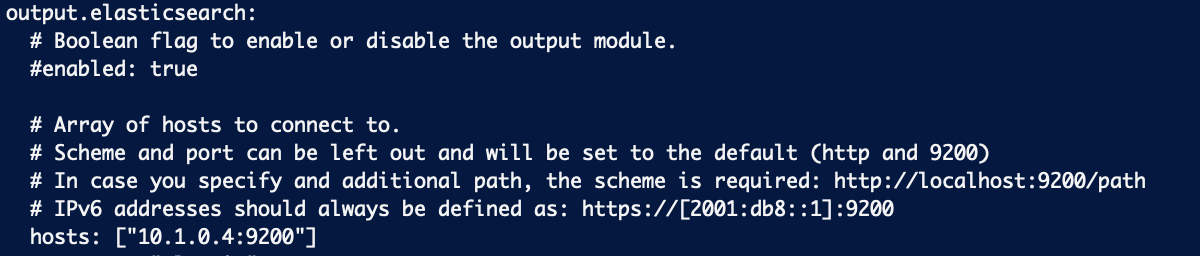 output.elasticsearch:
  # Boolean flag to enable or disable the output module.
  #enabled: true

  # Array of hosts to connect to.
  # Scheme and port can be left out and will be set to the default (http and 9200)
  # In case you specify and additional path, the scheme is required: http://localhost:9200/path
  # IPv6 addresses should always be defined as: https://[2001:db8::1]:9200
  hosts: ["10.1.0.4:9200"]